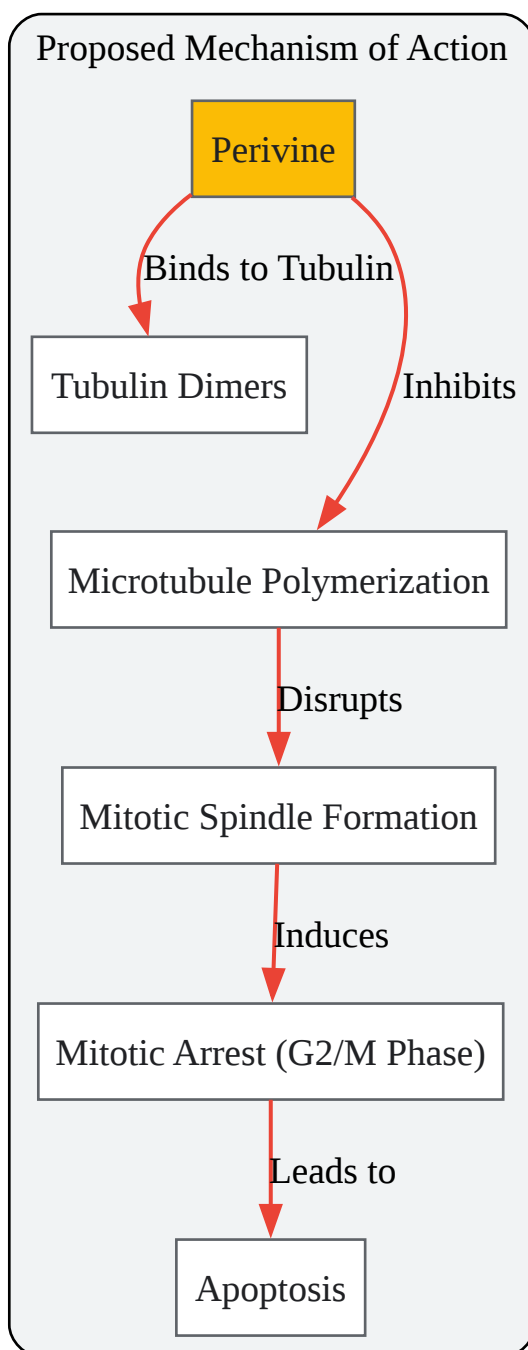 Proposed Mechanism of Action
Perivine
Binds to Tubulin
Tubulin Dimers
Inhibits
Microtubule Polymerization
Disrupts
Mitotic Spindle Formation
Induces
Mitotic Arrest (G2/M Phase)
Leads to
Apoptosis